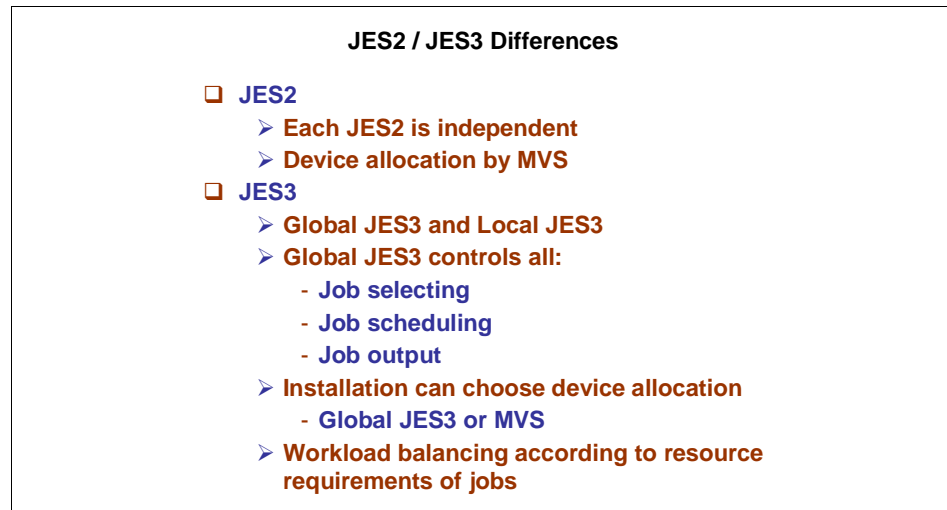 JES2 / JES3 Differences
❑ JES2
➢ Each JES2 is independent
➢ Device allocation by MVS
❑ JES3
➢ Global JES3 and Local JES3
➢ Global JES3 controls all:
- Job selecting
- Job scheduling
- Job output
➢ Installation can choose device allocation
- Global JES3 or MVS
➢ Workload balancing according to resource
requirements of jobs